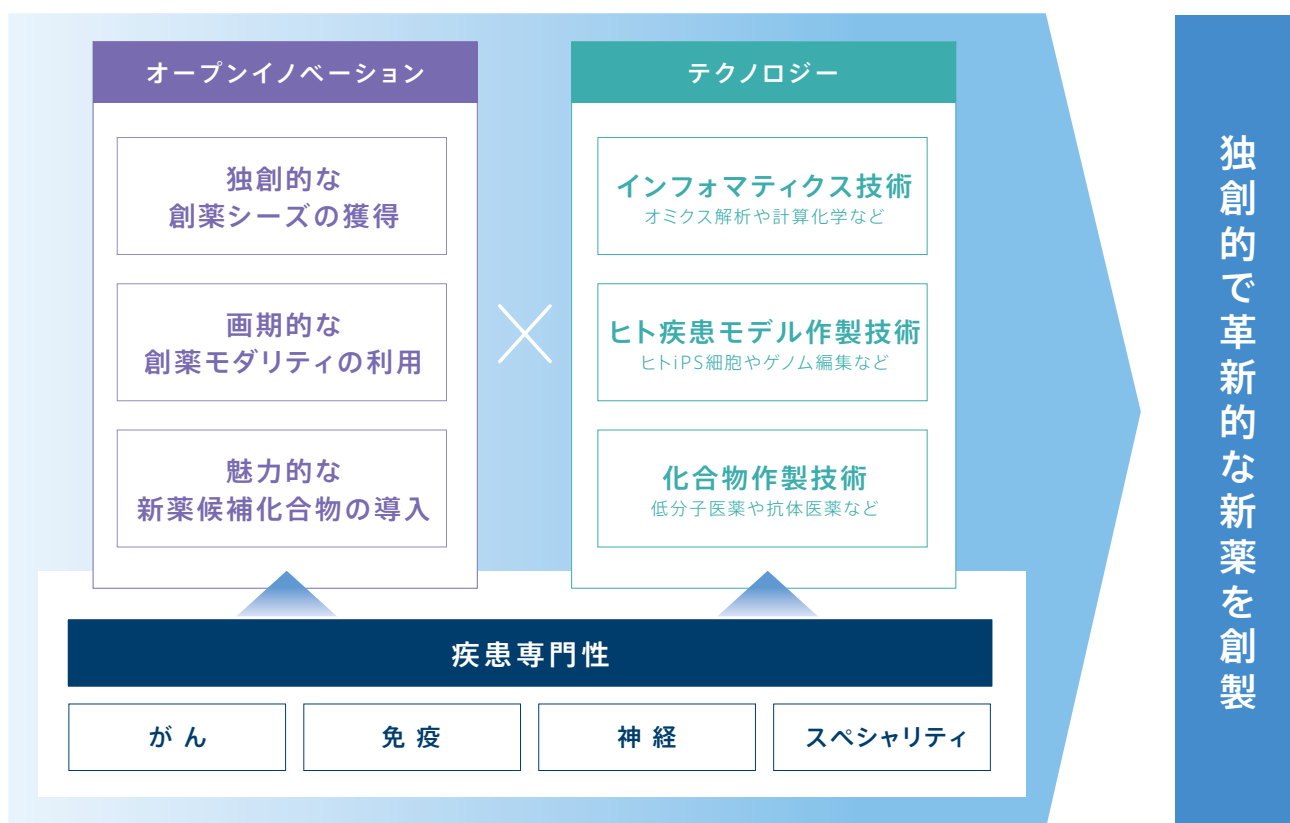 オープンイノベーション
独創的な
創薬シーズの獲得
画期的な
創薬モダリティの利用
魅力的な
新薬候補化合物の導入
テクノロジー
インフォマティクス技術
オミクス解析や計算化学など
ヒト疾患モデル作製技術
ヒトiPS細胞やゲノム編集など
化合物作製技術
低分子医薬や抗体医薬など
疾患専門性
がん
免疫
神経
スペシャリティ
独創的で革新的な新薬を創製